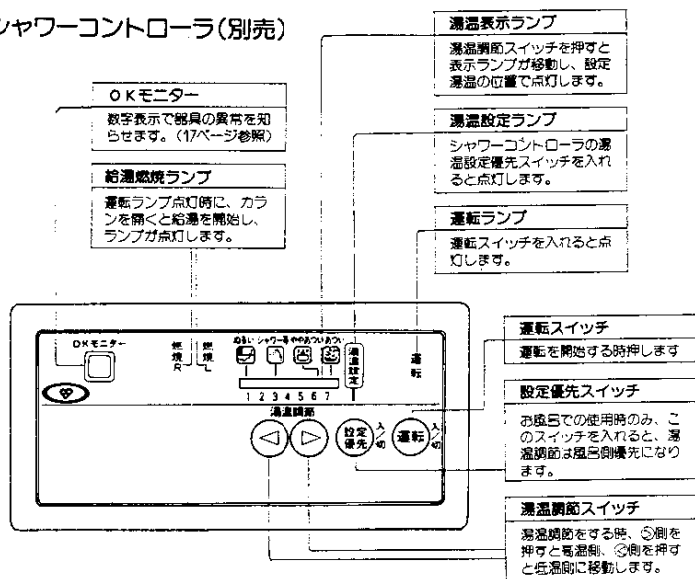 シャワーコントローラ(別売)
湯温表示ランプ
湯温調節スイッチを押すと
表示ランプが移動し、設定
湯温の位置で点灯します。
OKモニター
数字表示で器具の異常を知
らせます。(17ページ参照)
湯温設定ランプ
シャワーコントローラの湯
温設定優先スイッチを入れ
ると点灯します。
給湯燃焼ランプ
運転ランプ点灯時に、カラ
ンを開くと給湯を開始し、
ランプが点灯します。
運転ランプ
運転スイッチを入れると点
灯します。
OKモニター
燃焼R
燃焼L
ぬるい シャワー等 ややあつい あつい
湯温設定
運転
1 2 3 4 5 6 7
湯温調節
設定優先
入/切
運転
入/切
運転スイッチ
運転を開始する時押します
設定優先スイッチ
お風呂での使用時のみ、こ
のスイッチを入れると、湯
温調節は風呂側優先になり
ます。
湯温調節スイッチ
湯温調節をする時、▷側を
押すと高温側、◁側を押す
と低温側に移動します。